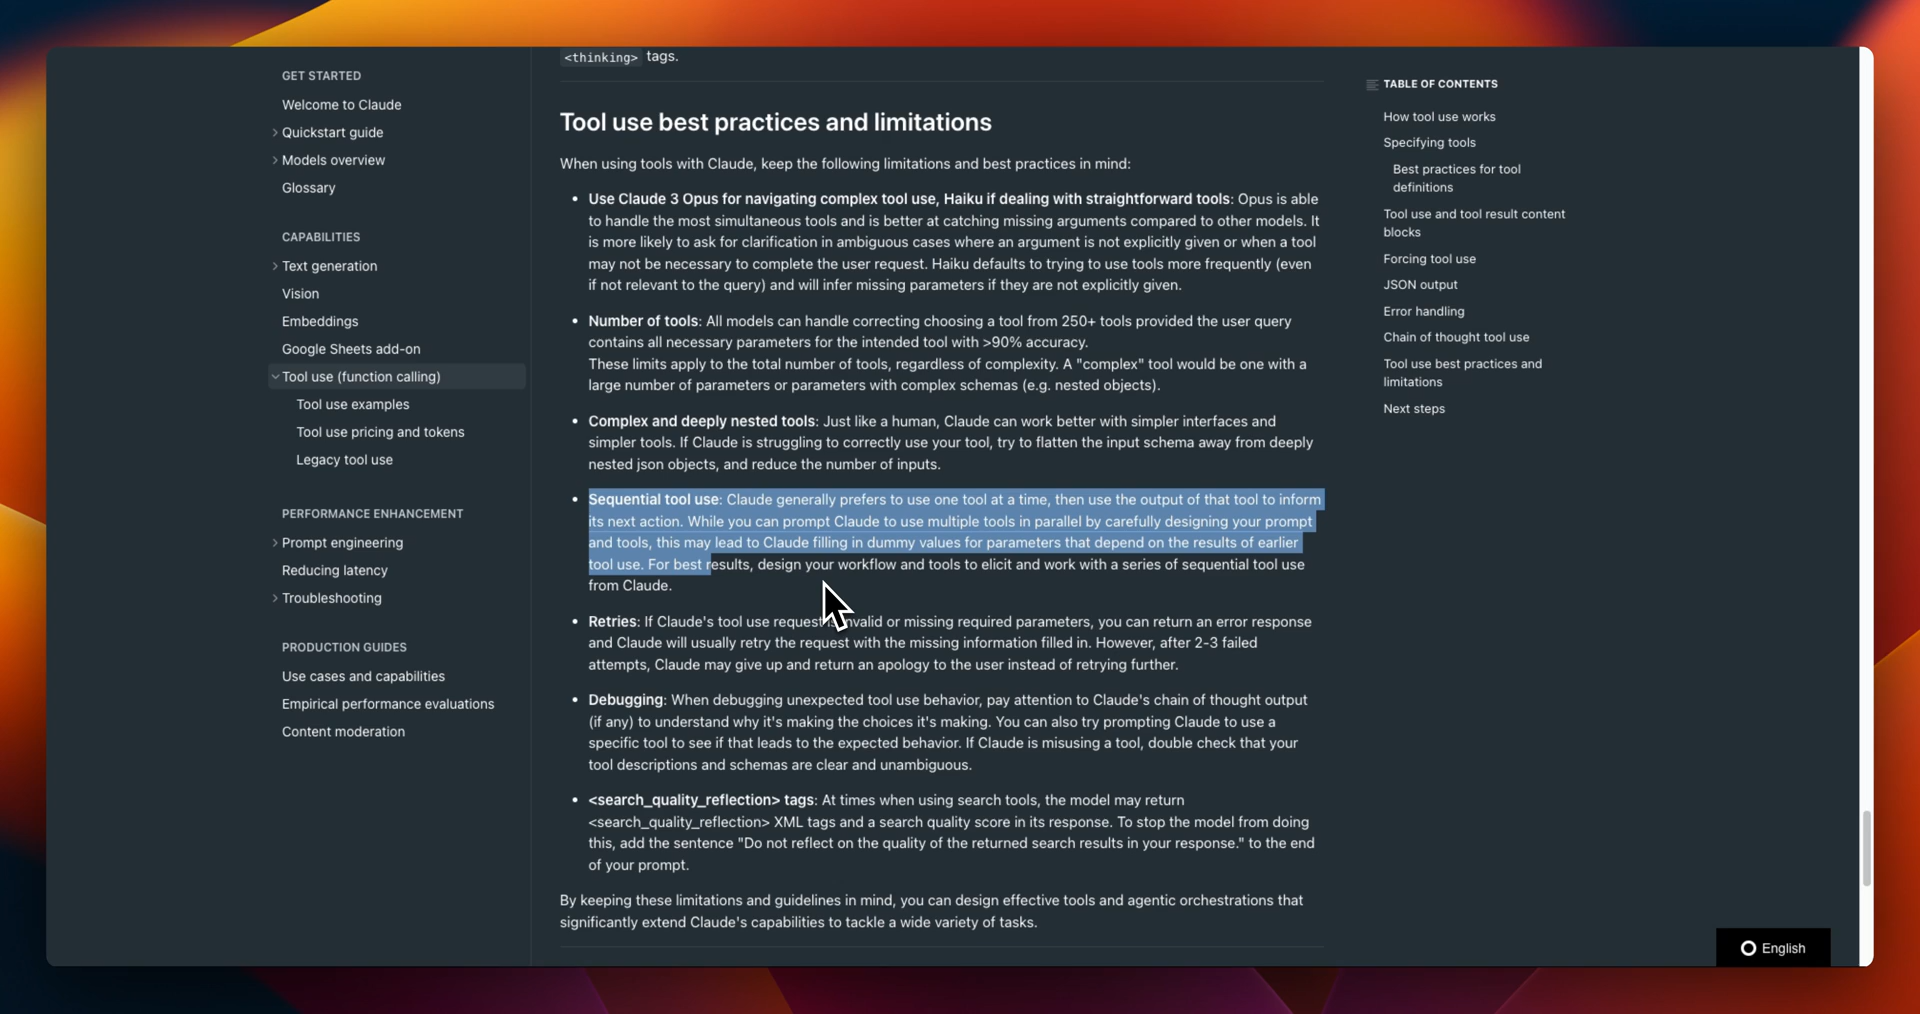 GET STARTED
Welcome to Claude
Quickstart guide
Models overview
Glossary
CAPABILITIES
Text generation
Vision
Embeddings
Google Sheets add-on
Tool use (function calling)
Tool use examples
Tool use pricing and tokens
Legacy tool use
PERFORMANCE ENHANCEMENT
Prompt engineering
Reducing latency
Troubleshooting
PRODUCTION GUIDES
Use cases and capabilities
Empirical performance evaluations
Content moderation
<thinking> tags.
Tool use best practices and limitations
When using tools with Claude, keep the following limitations and best practices in mind:
• Use Claude 3 Opus for navigating complex tool use, Haiku if dealing with straightforward tools: Opus is able
to handle the most simultaneous tools and is better at catching missing arguments compared to other models. It
is more likely to ask for clarification in ambiguous cases where an argument is not explicitly given or when a tool
may not be necessary to complete the user request. Haiku defaults to trying to use tools more frequently (even
if not relevant to the query) and will infer missing parameters if they are not explicitly given.
• Number of tools: All models can handle correcting choosing a tool from 250+ tools provided the user query
contains all necessary parameters for the intended tool with >90% accuracy.
These limits apply to the total number of tools, regardless of complexity. A "complex" tool would be one with a
large number of parameters or parameters with complex schemas (e.g. nested objects).
• Complex and deeply nested tools: Just like a human, Claude can work better with simpler interfaces and
simpler tools. If Claude is struggling to correctly use your tool, try to flatten the input schema away from deeply
nested json objects, and reduce the number of inputs.
• Sequential tool use: Claude generally prefers to use one tool at a time, then use the output of that tool to inform
its next action. While you can prompt Claude to use multiple tools in parallel by carefully designing your prompt
and tools, this may lead to Claude filling in dummy values for parameters that depend on the results of earlier
tool use. For best results, design your workflow and tools to elicit and work with a series of sequential tool use
from Claude.
• Retries: If Claude's tool use request is invalid or missing required parameters, you can return an error response
and Claude will usually retry the request with the missing information filled in. However, after 2-3 failed
attempts, Claude may give up and return an apology to the user instead of retrying further.
• Debugging: When debugging unexpected tool use behavior, pay attention to Claude's chain of thought output
(if any) to understand why it's making the choices it's making. You can also try prompting Claude to use a
specific tool to see if that leads to the expected behavior. If Claude is misusing a tool, double check that your
tool descriptions and schemas are clear and unambiguous.
• <search_quality_reflection> tags: At times when using search tools, the model may return
<search_quality_reflection> XML tags and a search quality score in its response. To stop the model from doing
this, add the sentence "Do not reflect on the quality of the returned search results in your response." to the end
of your prompt.
By keeping these limitations and guidelines in mind, you can design effective tools and agentic orchestrations that
significantly extend Claude's capabilities to tackle a wide variety of tasks.
TABLE OF CONTENTS
How tool use works
Specifying tools
Best practices for tool
definitions
Tool use and tool result content
blocks
Forcing tool use
JSON output
Error handling
Chain of thought tool use
Tool use best practices and
limitations
Next steps
English